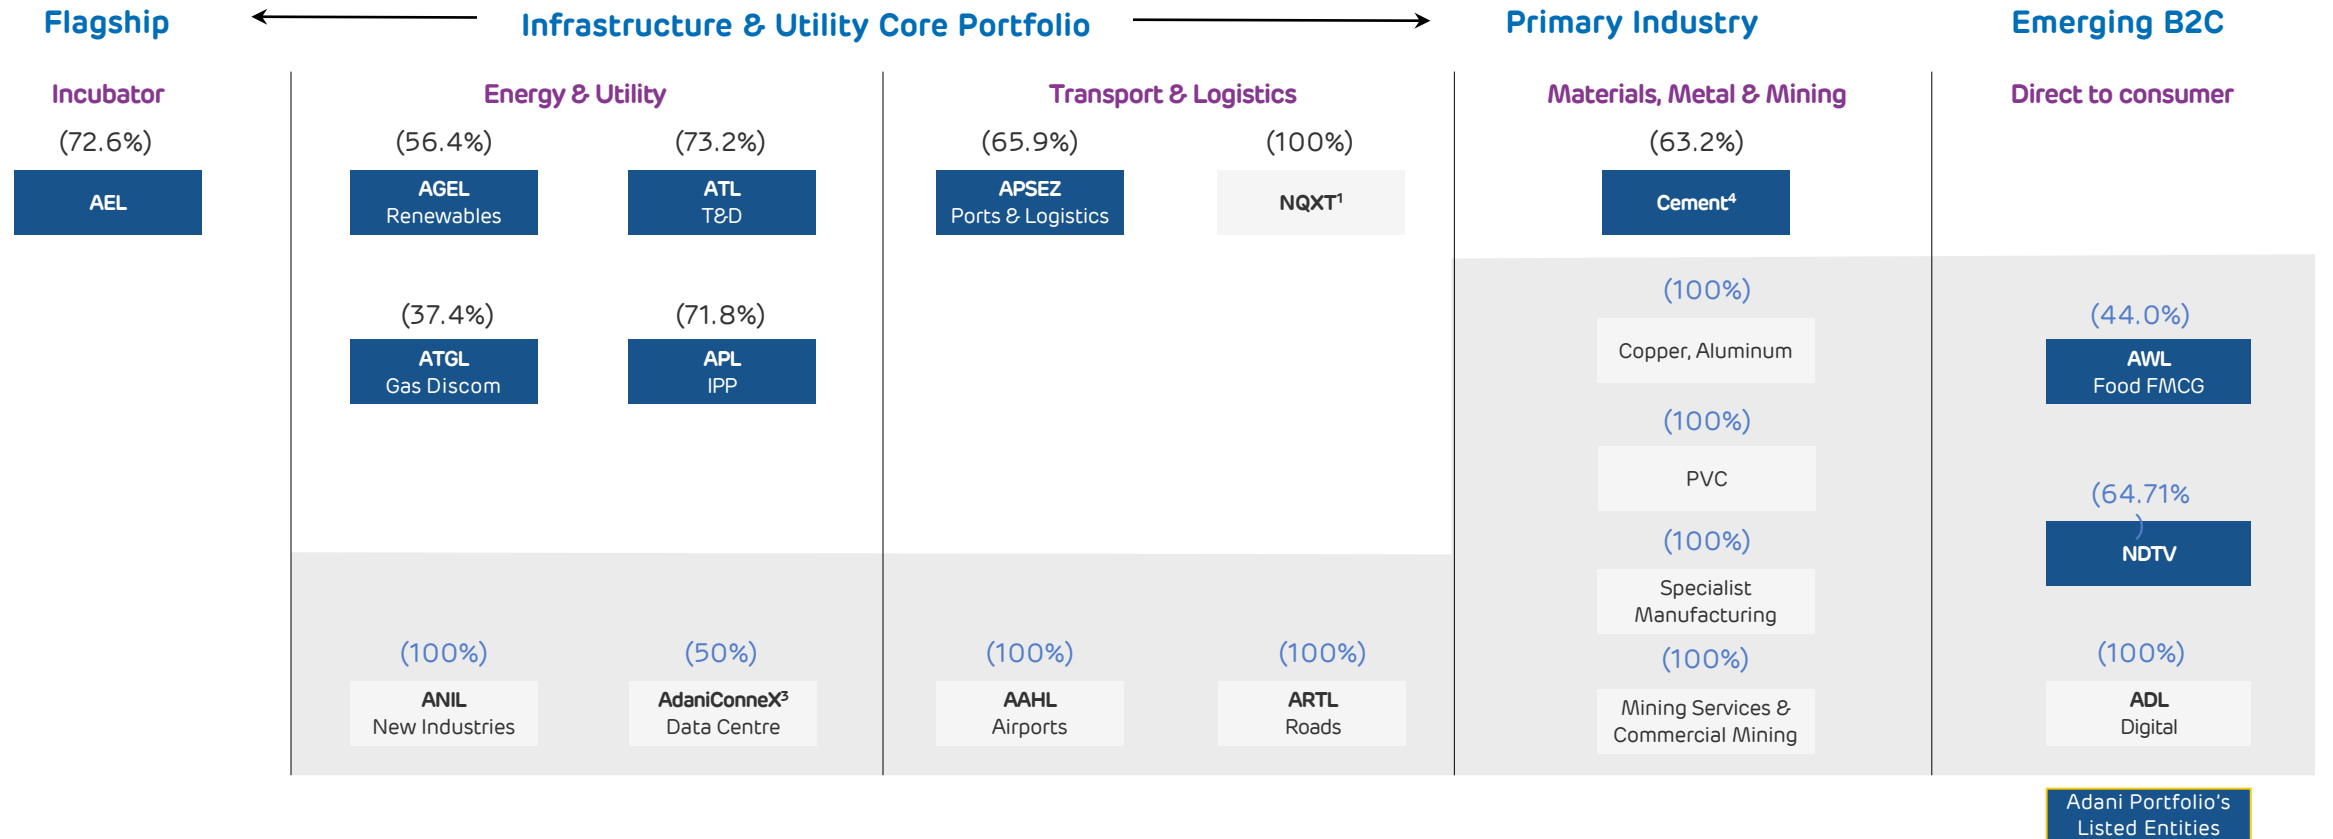 Flagship
Infrastructure & Utility Core Portfolio
Primary Industry
Emerging B2C
Incubator
Energy & Utility
Transport & Logistics
Materials, Metal & Mining
Direct to consumer
(72.6%)
(56.4%)
(73.2%)
(65.9%)
(100%)
(63.2%)
AEL
AGEL
Renewables
ATL
T&D
APSEZ
Ports & Logistics
NQXT¹
Cement⁴
(37.4%)
(71.8%)
(100%)
(44.0%)
ATGL
Gas Discom
APL
IPP
Copper, Aluminum
AWL
Food FMCG
(100%)
PVC
(64.71%
)
NDTV
(100%)
Specialist
Manufacturing
(100%)
(50%)
(100%)
(100%)
(100%)
(100%)
ANIL
New Industries
AdaniConneX³
Data Centre
AAHL
Airports
ARTL
Roads
Mining Services &
Commercial Mining
ADL
Digital
Adani Portfolio's
Listed Entities